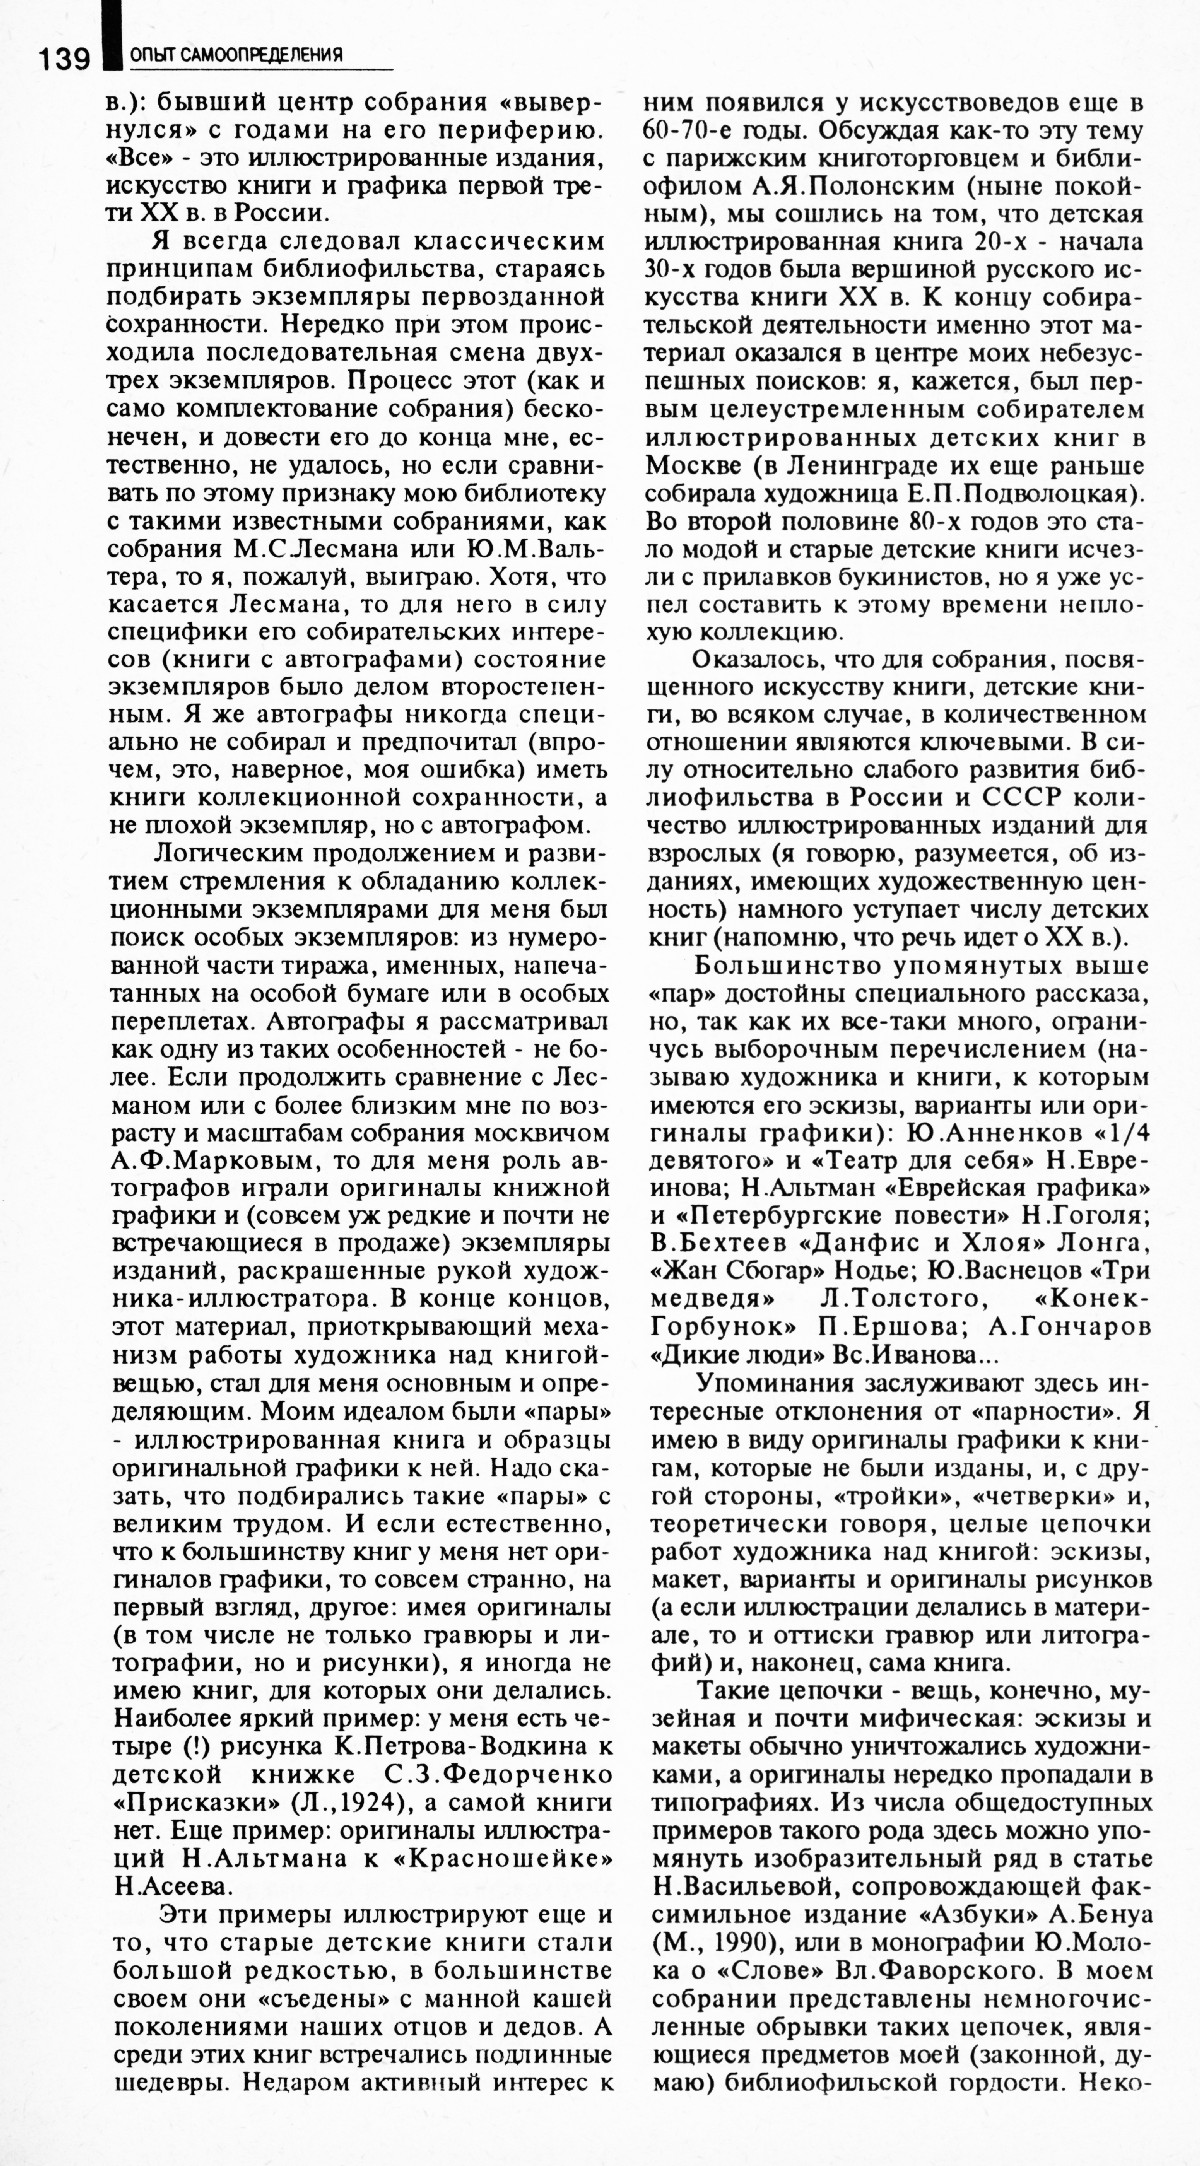 139
ОПЫТ САМООПРЕДЕЛЕНИЯ
в.): бывший центр собрания «вывер-
нулся» с годами на его периферию.
«Все» - это иллюстрированные издания,
искусство книги и графика первой тре-
ти XX в. в России.
Я всегда следовал классическим
принципам библиофильства, стараясь
подбирать экземпляры первозданной
сохранности. Нередко при этом проис-
ходила последовательная смена двух-
трех экземпляров. Процесс этот (как и
само комплектование собрания) беско-
нечен, и довести его до конца мне, ес-
тественно, не удалось, но если сравни-
вать по этому признаку мою библиотеку
с такими известными собраниями, как
собрания М.С.Лесмана или Ю.М.Валь-
тера, то я, пожалуй, выиграю. Хотя, что
касается Лесмана, то для него в силу
специфики его собирательских интере-
сов (книги с автографами) состояние
экземпляров было делом второстепен-
ным. Я же автографы никогда специ-
ально не собирал и предпочитал (впро-
чем, это, наверное, моя ошибка) иметь
книги коллекционной сохранности, а
не плохой экземпляр, но с автографом.
Логическим продолжением и разви-
тием стремления к обладанию коллек-
ционными экземплярами для меня был
поиск особых экземпляров: из нумеро-
ванной части тиража, именных, напеча-
танных на особой бумаге или в особых
переплетах. Автографы я рассматривал
как одну из таких особенностей - не бо-
лее. Если продолжить сравнение с Лес-
маном или с более близким мне по воз-
расту и масштабам собрания москвичом
А.Ф.Марковым, то для меня роль ав-
тографов играли оригиналы книжной
графики и (совсем уж редкие и почти не
встречающиеся в продаже) экземпляры
изданий, раскрашенные рукой худож-
ника-иллюстратора. В конце концов,
этот материал, приоткрывающий меха-
низм работы художника над книгой-
вещью, стал для меня основным и опре-
деляющим. Моим идеалом были «пары»
- иллюстрированная книга и образцы
оригинальной графики к ней. Надо ска-
зать, что подбирались такие «пары» с
великим трудом. И если естественно,
что к большинству книг у меня нет ори-
гиналов графики, то совсем странно, на
первый взгляд, другое: имея оригиналы
(в том числе не только гравюры и ли-
тографии, но и рисунки), я иногда не
имею книг, для которых они делались.
Наиболее яркий пример: у меня есть че-
тыре (!) рисунка К.Петрова-Водкина к
детской книжке С.З.Федорченко
«Присказки» (Л.,1924), а самой книги
нет. Еще пример: оригиналы иллюстра-
ций Н.Альтмана к «Красношейке»
Н.Асеева.
Эти примеры иллюстрируют еще и
то, что старые детские книги стали
большой редкостью, в большинстве
своем они «съедены» с манной кашей
поколениями наших отцов и дедов. А
среди этих книг встречались подлинные
шедевры. Недаром активный интерес к
ним появился у искусствоведов еще в
60-70-е годы. Обсуждая как-то эту тему
с парижским книготорговцем и библи-
офилом А.Я.Полонским (ныне покой-
ным), мы сошлись на том, что детская
иллюстрированная книга 20-х - начала
30-х годов была вершиной русского ис-
кусства книги XX в. К концу собира-
тельской деятельности именно этот ма-
териал оказался в центре моих небезус-
пешных поисков: я, кажется, был пер-
вым целеустремленным собирателем
иллюстрированных детских книг в
Москве (в Ленинграде их еще раньше
собирала художница Е.П.Подволоцкая).
Во второй половине 80-х годов это ста-
ло модой и старые детские книги исчез-
ли с прилавков букинистов, но я уже ус-
пел составить к этому времени непло-
хую коллекцию.
Оказалось, что для собрания, посвя-
щенного искусству книги, детские кни-
ги, во всяком случае, в количественном
отношении являются ключевыми. В си-
лу относительно слабого развития биб-
лиофильства в России и СССР коли-
чество иллюстрированных изданий для
взрослых (я говорю, разумеется, об из-
даниях, имеющих художественную цен-
ность) намного уступает числу детских
книг (напомню, что речь идет о XX в.).
Большинство упомянутых выше
«пар» достойны специального рассказа,
но, так как их все-таки много, ограни-
чусь выборочным перечислением (на-
зываю художника и книги, к которым
имеются его эскизы, варианты или ори-
гиналы графики): Ю.Анненков «1/4
девятого» и «Театр для себя» Н.Евре-
инова; Н.Альтман «Еврейская графика»
и «Петербургские повести» Н.Гоголя;
В.Бехтеев «Данфис и Хлоя» Лонга,
«Жан Сбогар» Нодье; Ю.Васнецов «Три
медведя» Л.Толстого, «Конек-
Горбунок» П.Ершова; А.Гончаров
«Дикие люди» Вс.Иванова...
Упоминания заслуживают здесь ин-
тересные отклонения от «парности». Я
имею в виду оригиналы графики к кни-
гам, которые не были изданы, и, с дру-
гой стороны, «тройки», «четверки» и,
теоретически говоря, целые цепочки
работ художника над книгой: эскизы,
макет, варианты и оригиналы рисунков
(а если иллюстрации делались в матери-
але, то и оттиски гравюр или литогра-
фий) и, наконец, сама книга.
Такие цепочки - вещь, конечно, му-
зейная и почти мифическая: эскизы и
макеты обычно уничтожались художни-
ками, а оригиналы нередко пропадали в
типографиях. Из числа общедоступных
примеров такого рода здесь можно упо-
мянуть изобразительный ряд в статье
Н.Васильевой, сопровождающей фак-
симильное издание «Азбуки» А.Бенуа
(М., 1990), или в монографии Ю.Моло-
ка о «Слове» Вл.Фаворского. В моем
собрании представлены немногочис-
ленные обрывки таких цепочек, явля-
ющиеся предметов моей (законной, ду-
маю) библиофильской гордости. Неко-